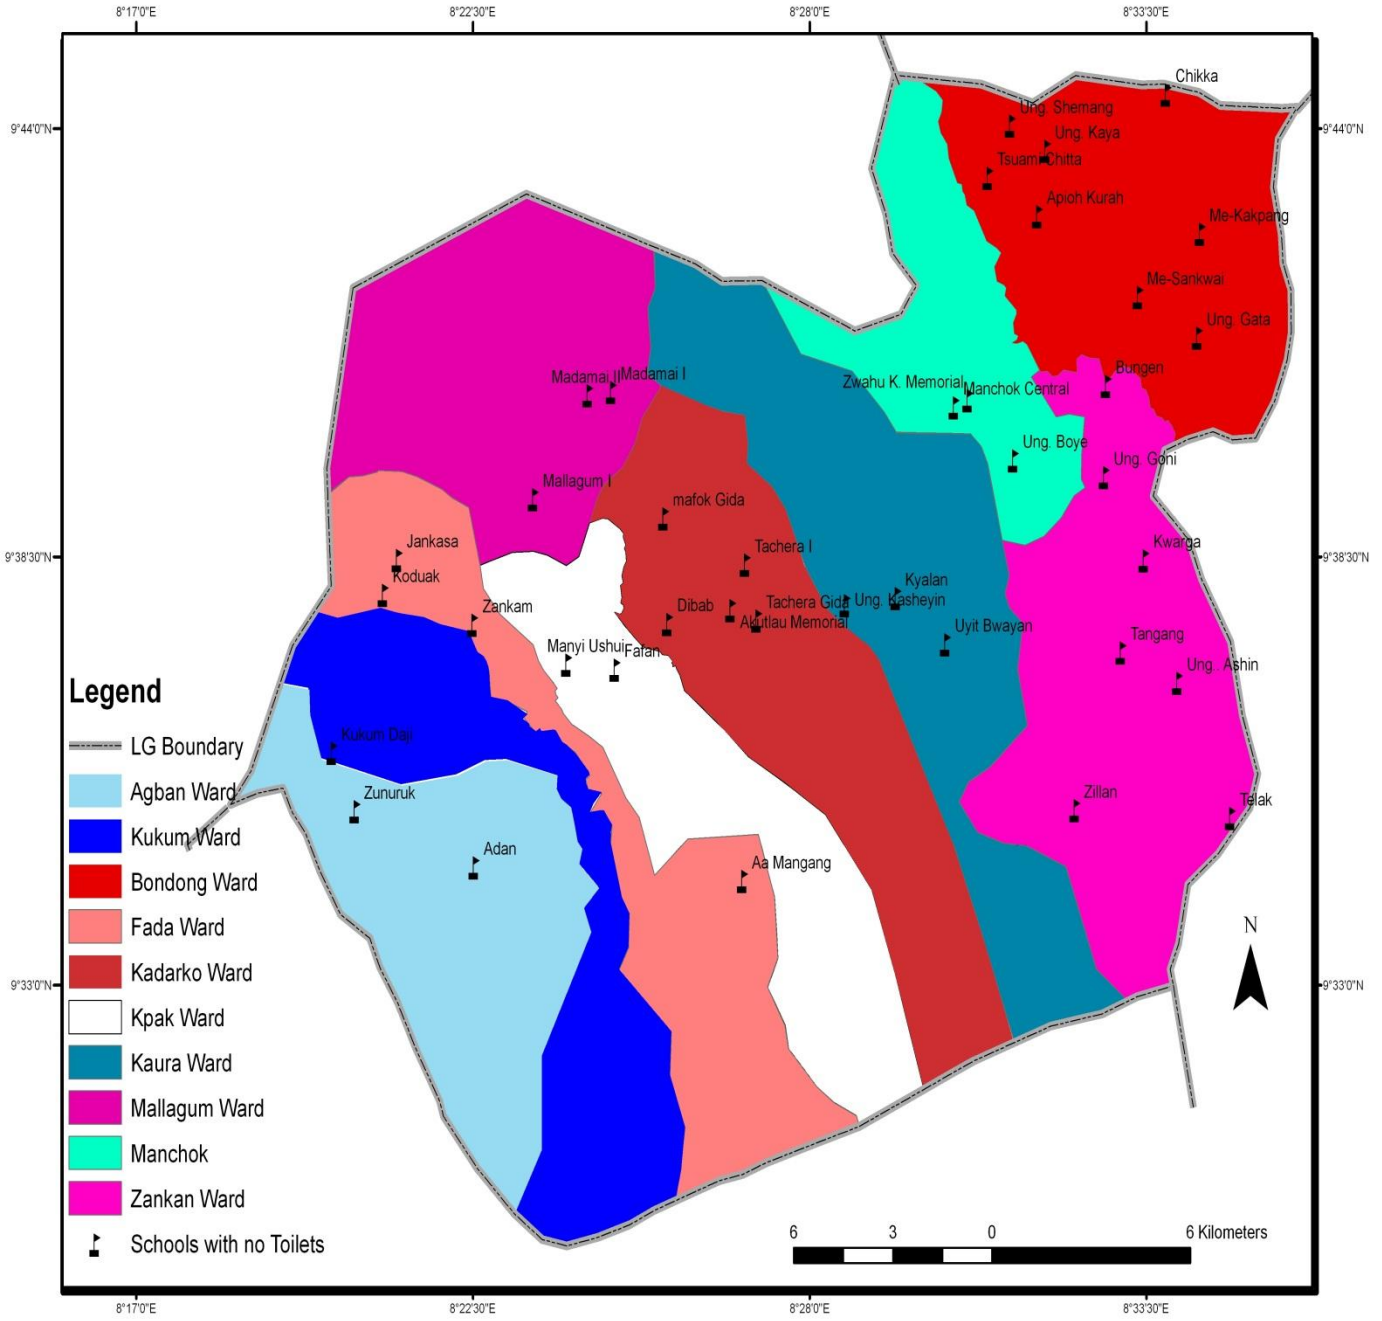 8°17'0"E
8°22'30"E
8°28'0"E
8°33'30"E
Chikka
Ung. Shemang
9°44'0"N
9°44'0"N
Ung. Kaya
Tsuami Chitta
Apioh Kurah
Me-Kakpang
Me-Sankwai
Ung. Gata
Bungen
Madamai II
Madamai I
Zwahu K. Memorial
Manchok Central
Ung. Boye
Ung. Goni
Mallagum I
mafok Gida
Jankasa
Tachera I
Kwarga
9°38'30"N
9°38'30"N
Koduak
Kyalan
Zankam
Dibab
Tachera Gida
Ung. Kasheyin
Akutlau Memorial
Uyit Bwayan
Tangang
Manyi Ushui
Fafan
Ung. Ashin
Legend
Kukum Daji
LG Boundary
Agban Ward
Zunuruk
Zillan
Telak
Kukum Ward
Adan
Aa Mangang
Bondong Ward
Fada Ward
N
Kadarko Ward
9°33'0"N
9°33'0"N
Kpak Ward
Kaura Ward
Mallagum Ward
Manchok
Zankan Ward
Schools with no Toilets
6 3 0 6 Kilometers
8°17'0"E
8°22'30"E
8°28'0"E
8°33'30"E